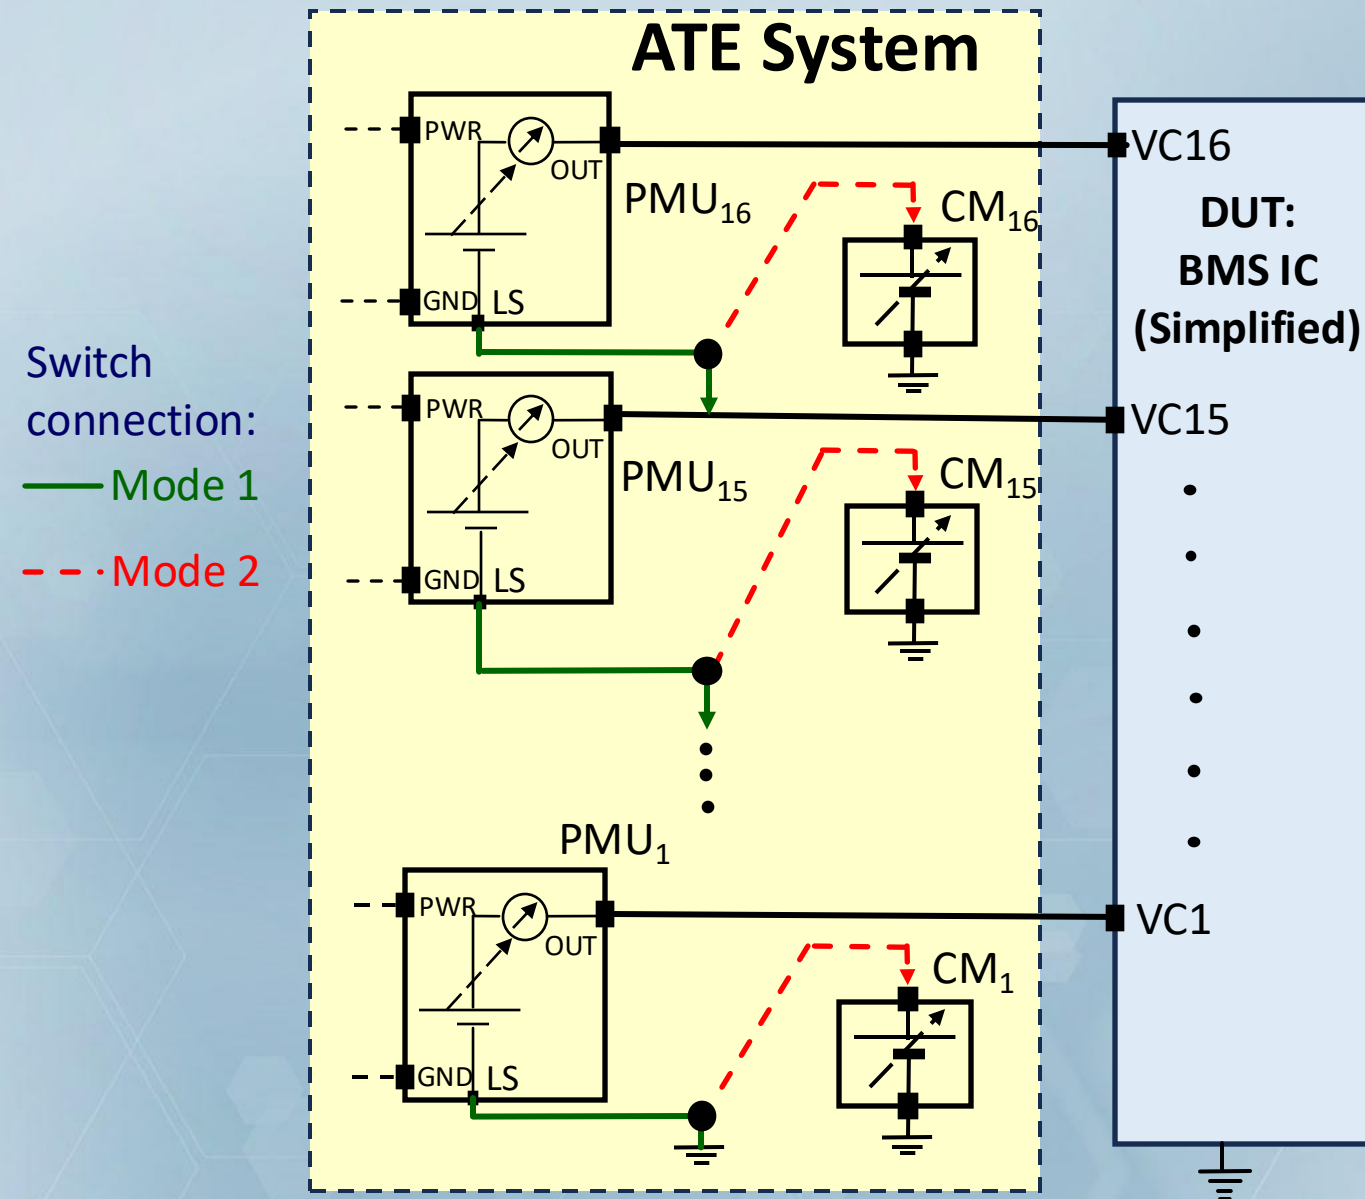 ATE System
PWR
OUT
GND LS
PMU16
CM16
VC16
DUT:
BMS IC
(Simplified)
Switch
connection:
Mode 1
Mode 2
PWR
OUT
GND LS
PMU15
CM15
VC15
PMU1
PWR
OUT
GND LS
CM1
VC1